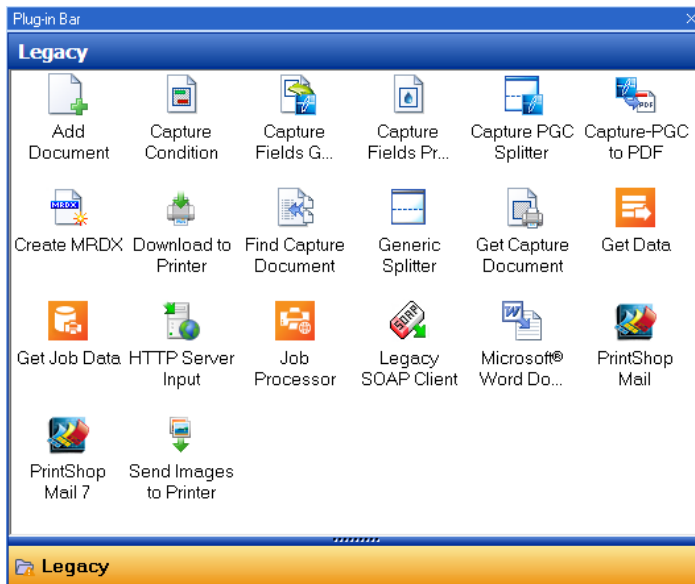 Plug-in Bar
Legacy
Add
Document
Capture
Condition
Capture
Fields G...
Capture
Fields Pr...
Capture PGC
Splitter
Capture-PGC
to PDF
MRDX
PDF
Create MRDX
Download to
Printer
Find Capture
Document
Generic
Splitter
Get Capture
Document
Get Data
SOAP
W
Get Job Data
HTTP Server
Input
Job
Processor
Legacy
SOAP Client
Microsoft®
Word Do...
PrintShop
Mail
PrintShop
Mail 7
Send Images
to Printer
Legacy